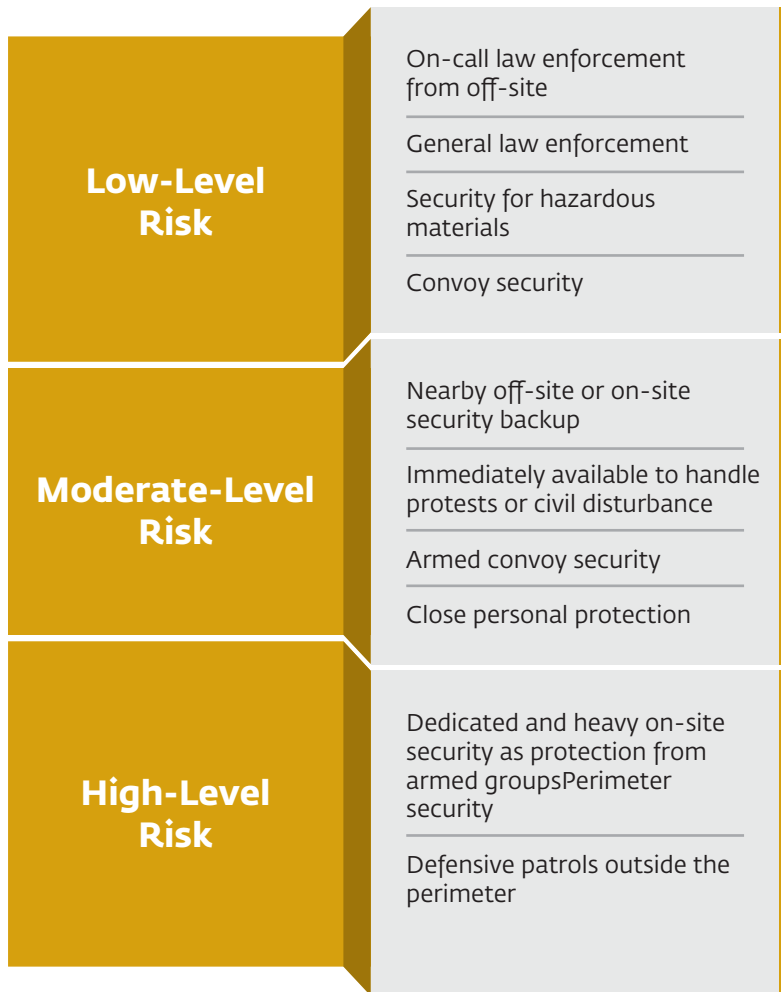 Low-Level
Risk
On-call law enforcement
from off-site
General law enforcement
Security for hazardous
materials
Convoy security
Moderate-Level
Risk
Nearby off-site or on-site
security backup
Immediately available to handle
protests or civil disturbance
Armed convoy security
Close personal protection
High-Level
Risk
Dedicated and heavy on-site
security as protection from
armed groupsPerimeter
security
Defensive patrols outside the
perimeter